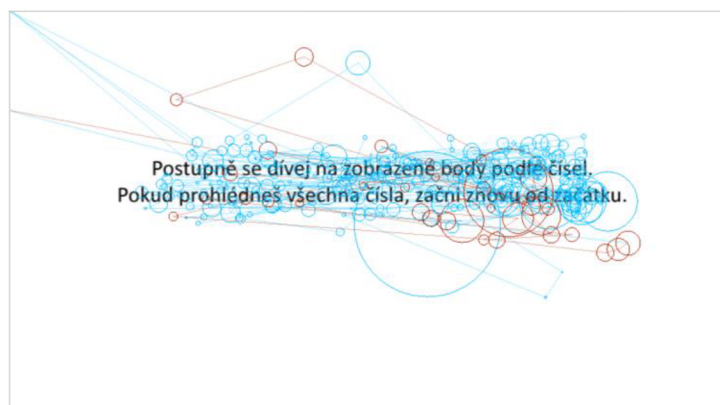 Postupně se dívej na zobrazené body podle čísel.
Pokud prohlédneš všechna čísla, začni znovu od začátku.